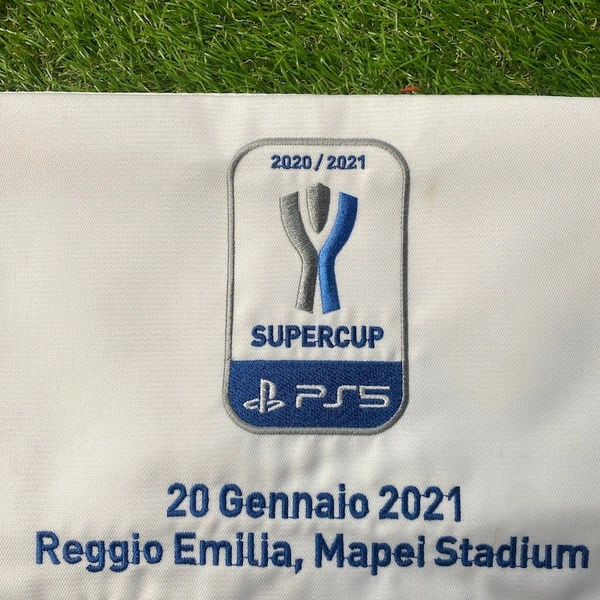 2020/2021
SUPERCUP
PS5
20 Gennaio 2021
Reggio Emilia, Mapei Stadium